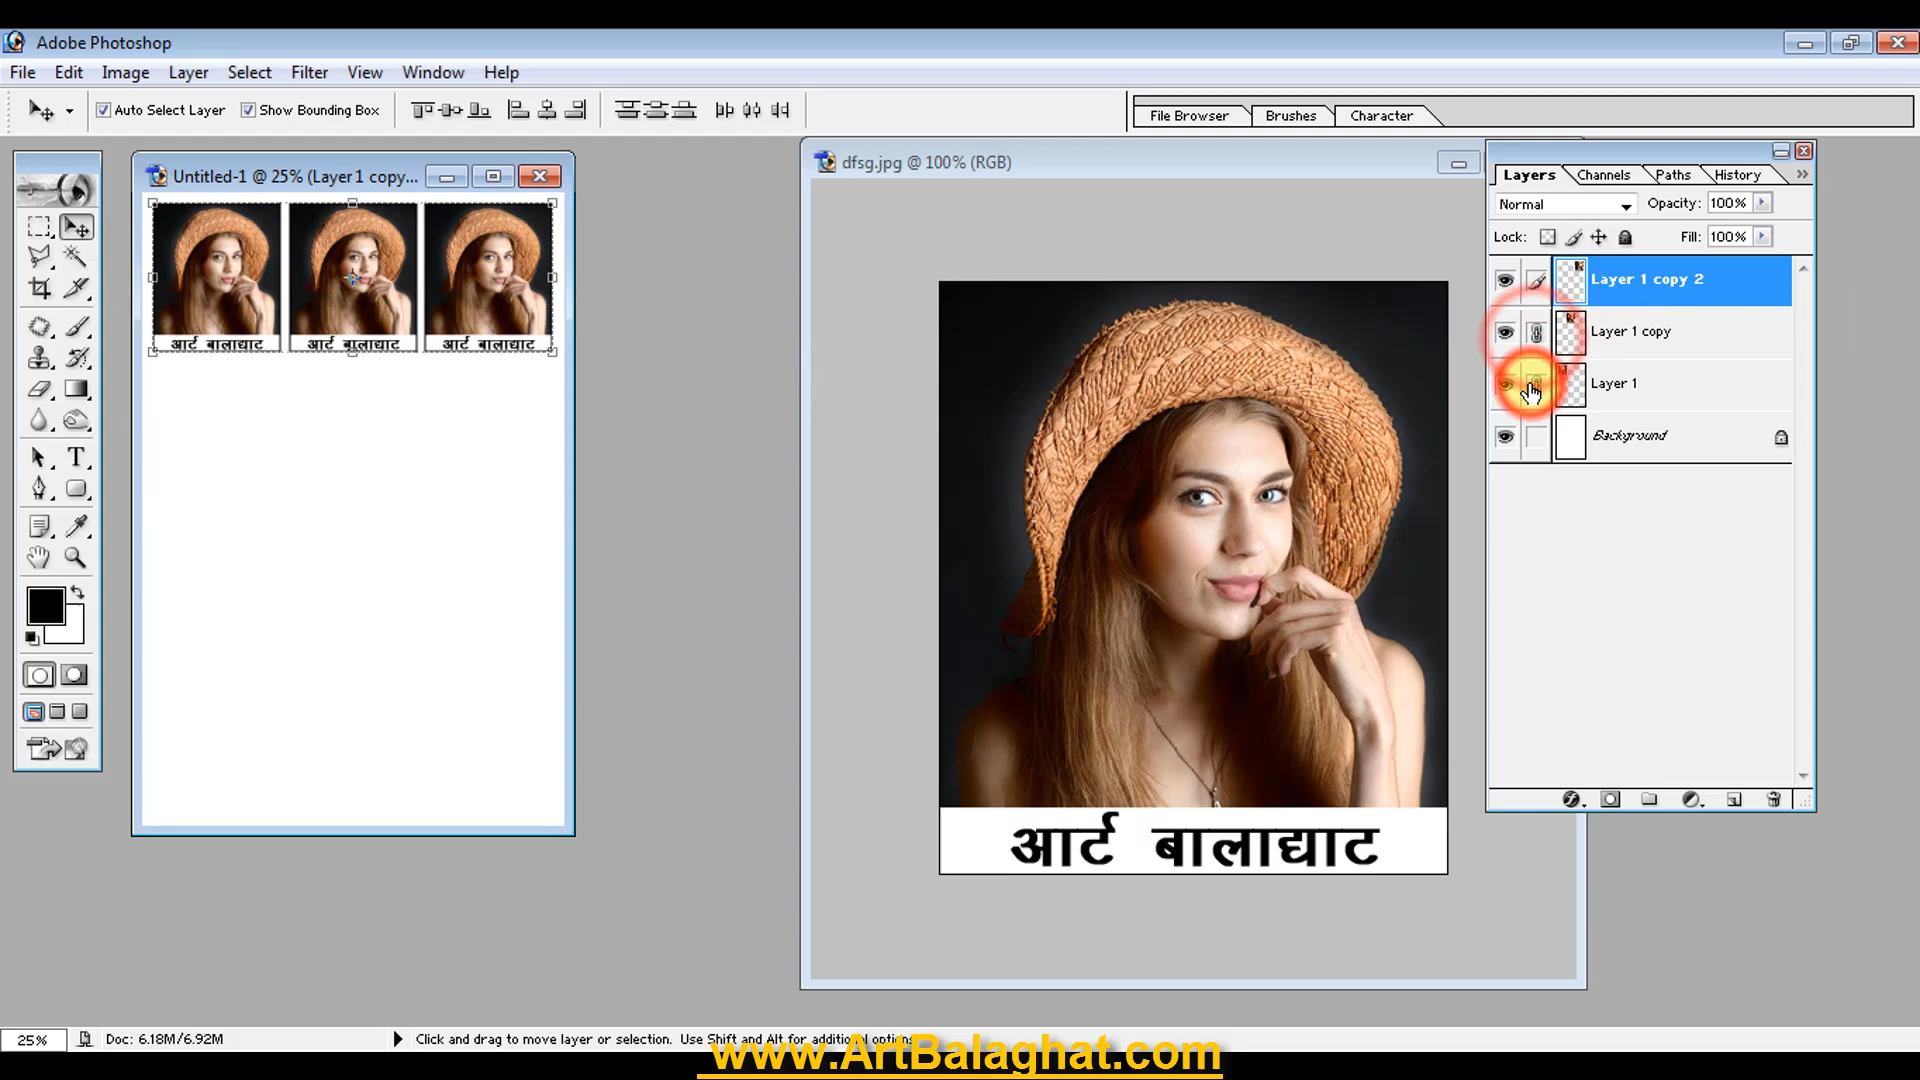 Adobe Photoshop
File Edit Image Layer Select Filter View Window Help
Auto Select Layer Show Bounding Box
File Browser Brushes Character
Untitled-1 @ 25% (Layer 1 copy...
dfsg.jpg @ 100% (RGB)
Layers Channels Paths History
Normal Opacity: 100%
Lock: Fill: 100%
Layer 1 copy 2
Layer 1 copy
Layer 1
Background
आर्ट बालाद्याट आर्ट बालाद्याट आर्ट बालाद्याट
आर्ट बालाद्याट
25% Doc: 6.18M/6.92M Click and drag to move layer or selection. Use Shift and Alt for additional option
www.ArtBalaghat.com